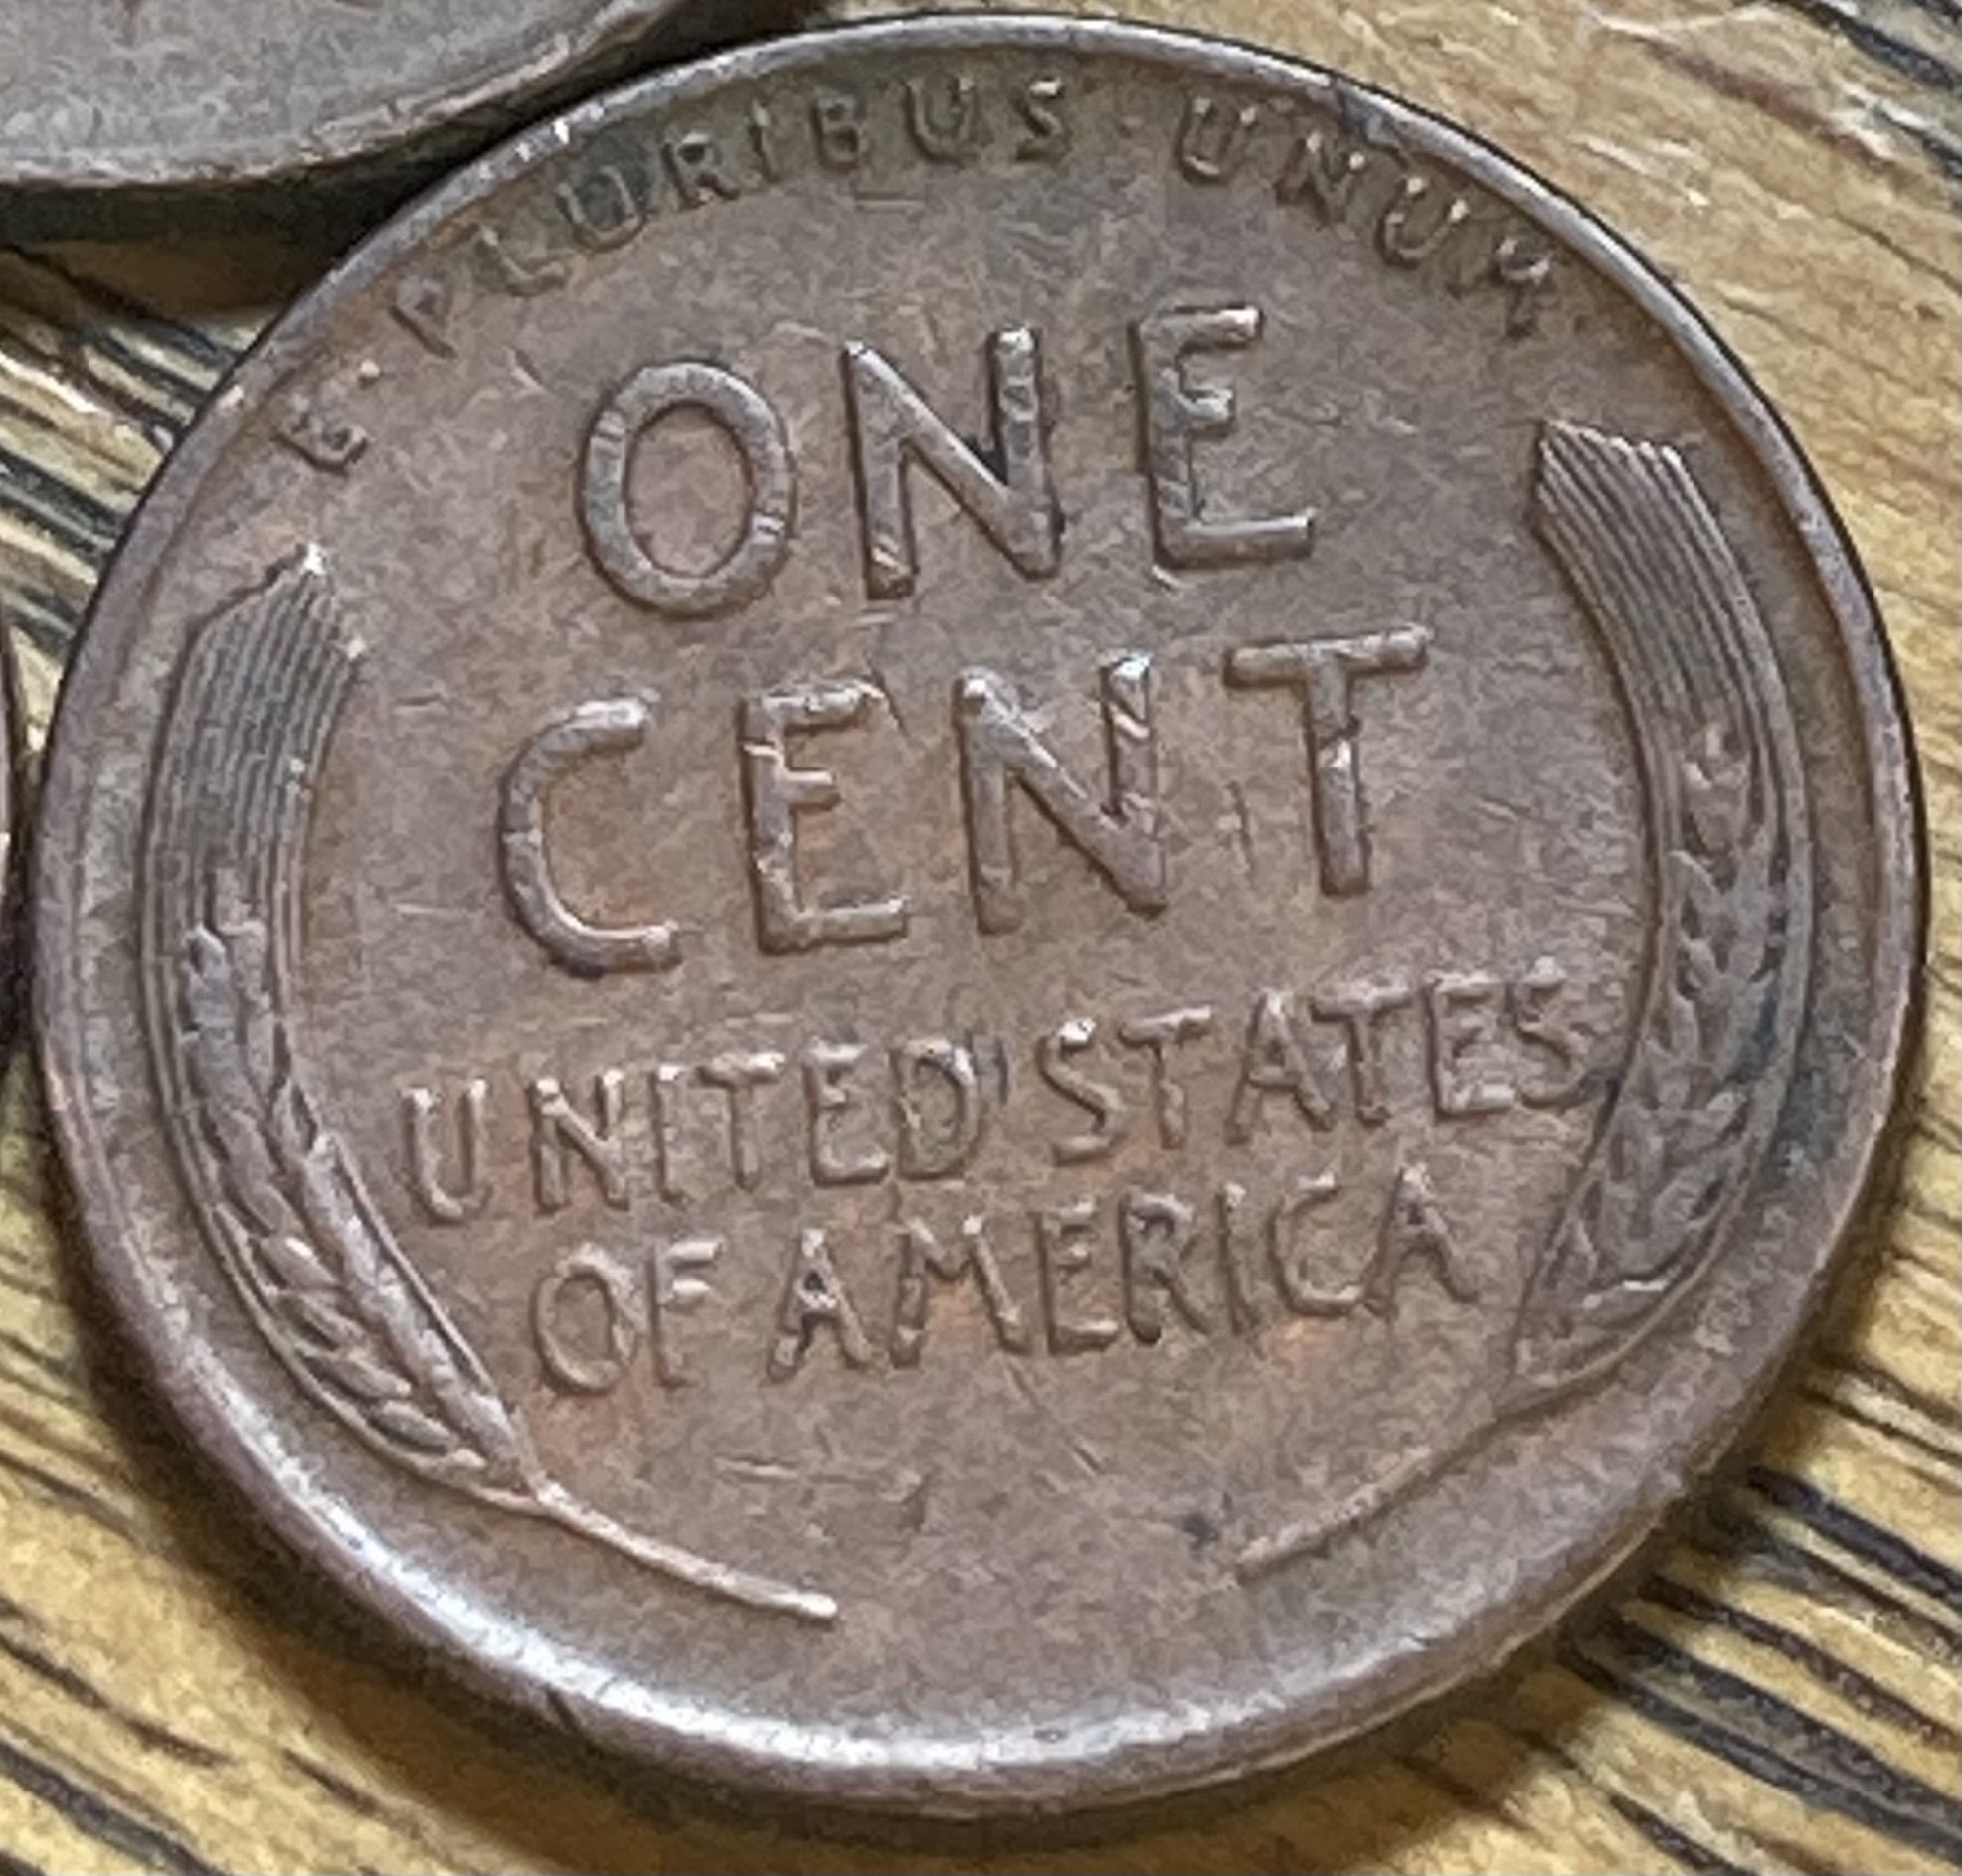 E · PLURIBUS · UNUM
ONE
CENT
UNITED STATES
OF AMERICA